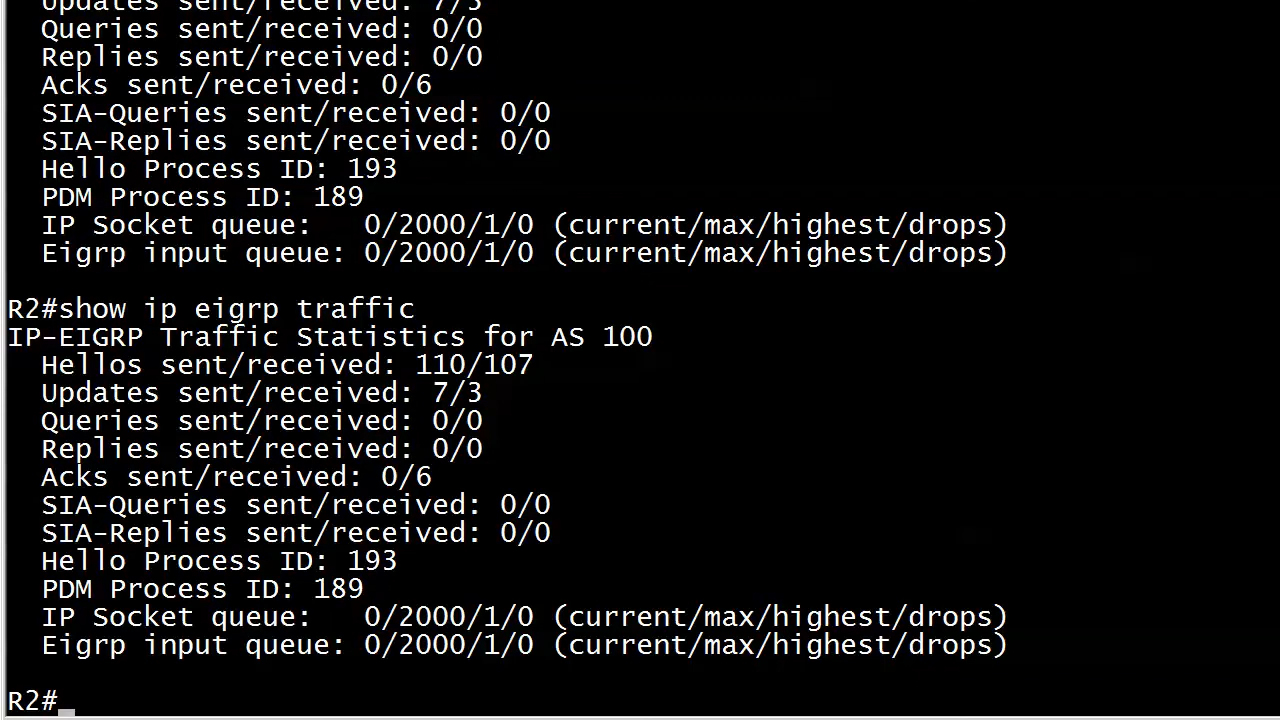 Updates sent/received: 7/3
Queries sent/received: 0/0
Replies sent/received: 0/0
Acks sent/received: 0/6
SIA-Queries sent/received: 0/0
SIA-Replies sent/received: 0/0
Hello Process ID: 193
PDM Process ID: 189
IP Socket queue:   0/2000/1/0 (current/max/highest/drops)
Eigrp input queue: 0/2000/1/0 (current/max/highest/drops)
R2#show ip eigrp traffic
IP-EIGRP Traffic Statistics for AS 100
Hellos sent/received: 110/107
Updates sent/received: 7/3
Queries sent/received: 0/0
Replies sent/received: 0/0
Acks sent/received: 0/6
SIA-Queries sent/received: 0/0
SIA-Replies sent/received: 0/0
Hello Process ID: 193
PDM Process ID: 189
IP Socket queue:   0/2000/1/0 (current/max/highest/drops)
Eigrp input queue: 0/2000/1/0 (current/max/highest/drops)
R2#